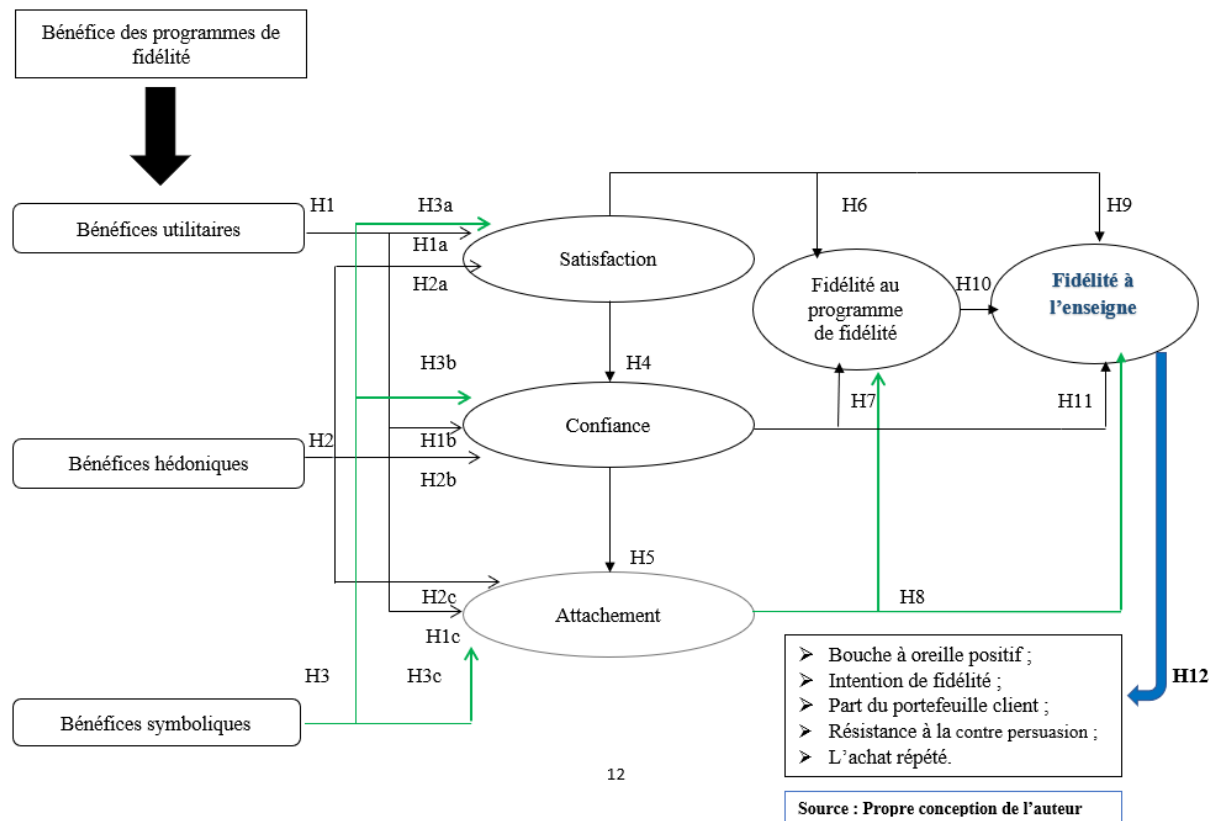 Bénéfice des programmes de
fidélité
H1
H3a
H6
H9
Bénéfices utilitaires
H1a
Satisfaction
H2a
Fidélité au
programme
de fidélité
H10
Fidélité à
l’enseigne
H3b
H4
H7
H11
Confiance
H2
H1b
Bénéfices hédoniques
H2b
H5
H2c
H8
Attachement
H1c
H3
H3c
Bénéfices symboliques
➢ Bouche à oreille positif ;
➢ Intention de fidélité ;
➢ Part du portefeuille client ;
➢ Résistance à la contre persuasion ;
➢ L’achat répété.
H12
12
Source : Propre conception de l’auteur